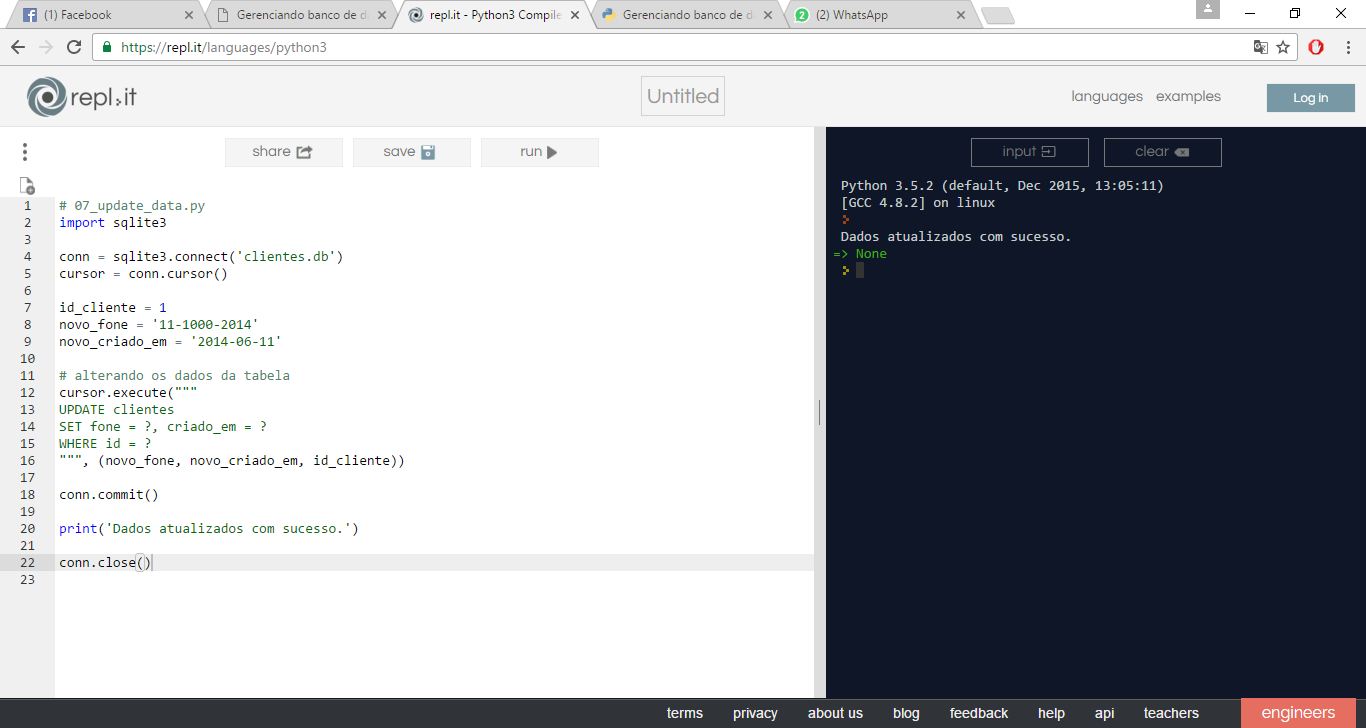 (1) Facebook
Gerenciando banco de d
repl.it - Python3 Compile
Gerenciando banco de d
2
(2) WhatsApp
https://repl.it/languages/python3
repl.it
Untitled
languages
examples
Log in
share
save
run
input
clear
1 # 07_update_data.py
2 import sqlite3
3
4 conn = sqlite3.connect('clientes.db')
5 cursor = conn.cursor()
6
7 id_cliente = 1
8 novo_fone = '11-1000-2014'
9 novo_criado_em = '2014-06-11'
10
11 # alterando os dados da tabela
12 cursor.execute("""
13 UPDATE clientes
14 SET fone = ?, criado_em = ?
15 WHERE id = ?
16 """, (novo_fone, novo_criado_em, id_cliente))
17
18 conn.commit()
19
20 print('Dados atualizados com sucesso.')
21
22 conn.close()
23
Python 3.5.2 (default, Dec 2015, 13:05:11)
[GCC 4.8.2] on linux
Dados atualizados com sucesso.
=> None
terms
privacy
about us
blog
feedback
help
api
teachers
engineers